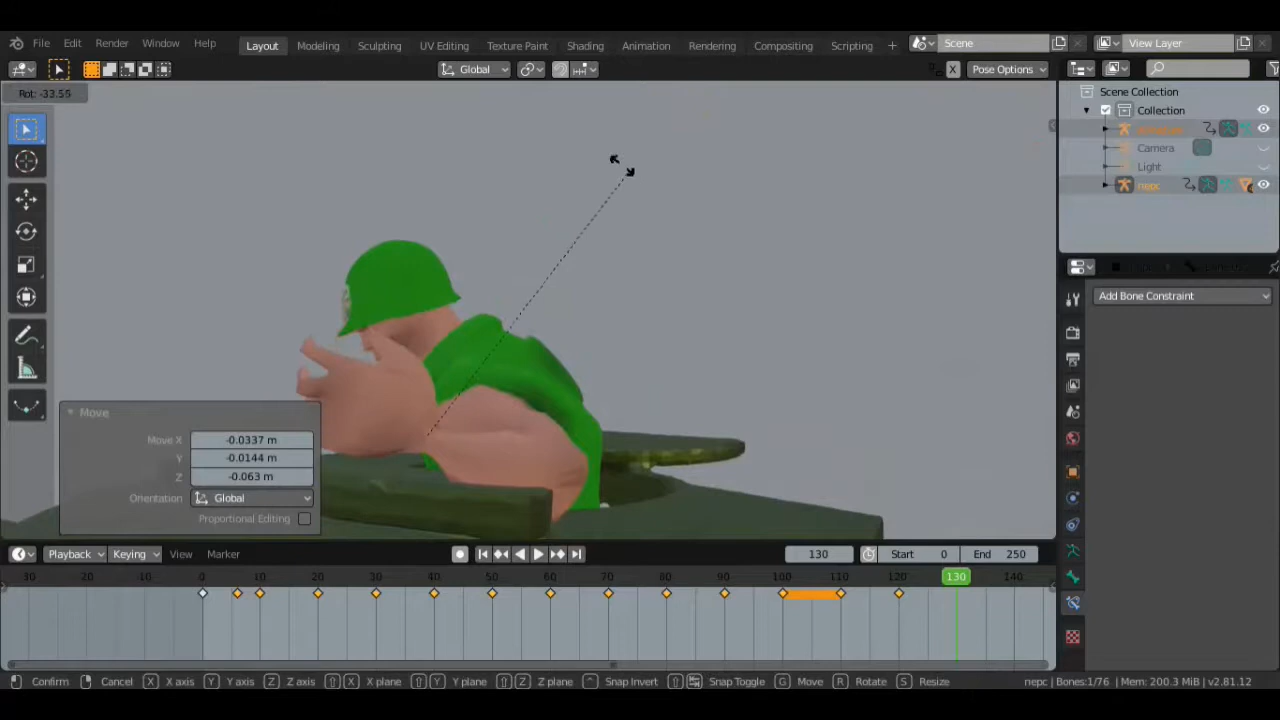 File Edit Render Window Help Layout Modeling Sculpting UV Editing Texture Paint Shading Animation Rendering Compositing Scripting + Scene View Layer
Global Pose Options
X
Rot: -33.55
Scene Collection
Collection
Camera
Light
nepc
Add Bone Constraint
Move
Move X -0.0337 m
Y -0.0144 m
Z -0.063 m
Orientation Global
Proportional Editing
Playback Keying View Marker 130 Start 0 End 250
30 20 10 0 10 20 30 40 50 60 70 80 90 100 110 120 130 140
Confirm Cancel X X axis Y Y axis Z Z axis X X plane Y Y plane Z Z plane Snap Invert Snap Toggle G Move R Rotate S Resize nepc | Bones:1/76 | Mem: 200.3 MiB | v2.81.12